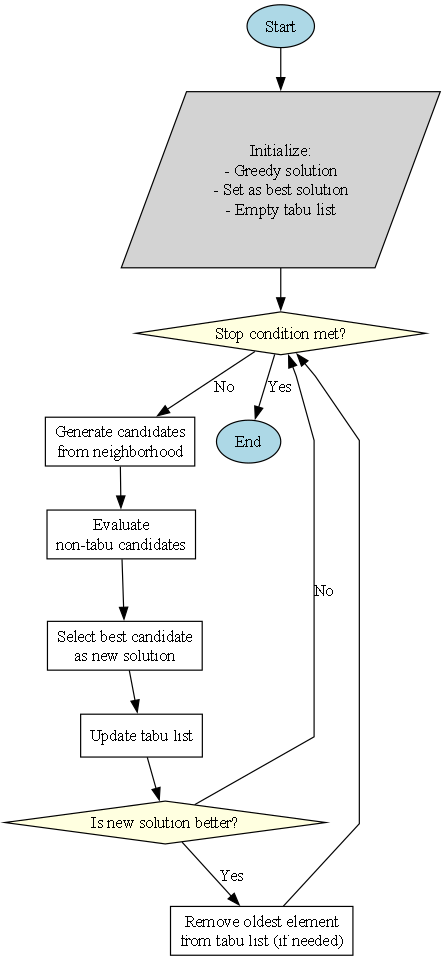 Start
Initialize:
- Greedy solution
- Set as best solution
- Empty tabu list
Stop condition met?
No
Yes
Generate candidates
from neighborhood
End
Evaluate
non-tabu candidates
No
Select best candidate
as new solution
Update tabu list
Is new solution better?
Yes
Remove oldest element
from tabu list (if needed)